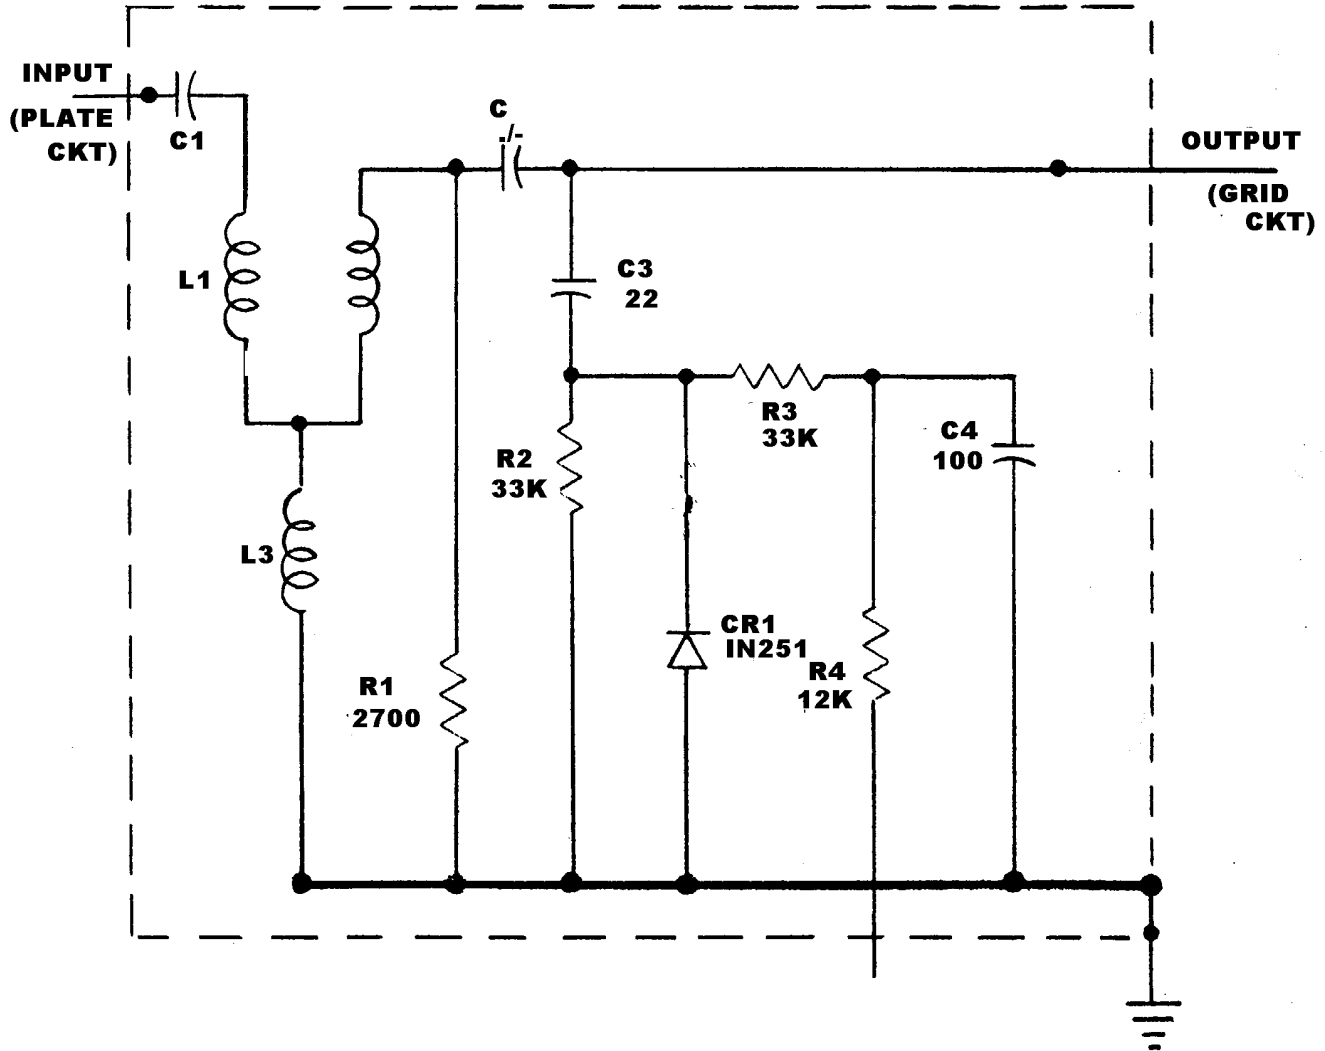 INPUT
(PLATE
CKT)
C1
C
./-
OUTPUT
(GRID
CKT)
L1
C3
22
R3
33K
C4
100
R2
33K
L3
CR1
IN251
R4
12K
R1
2700